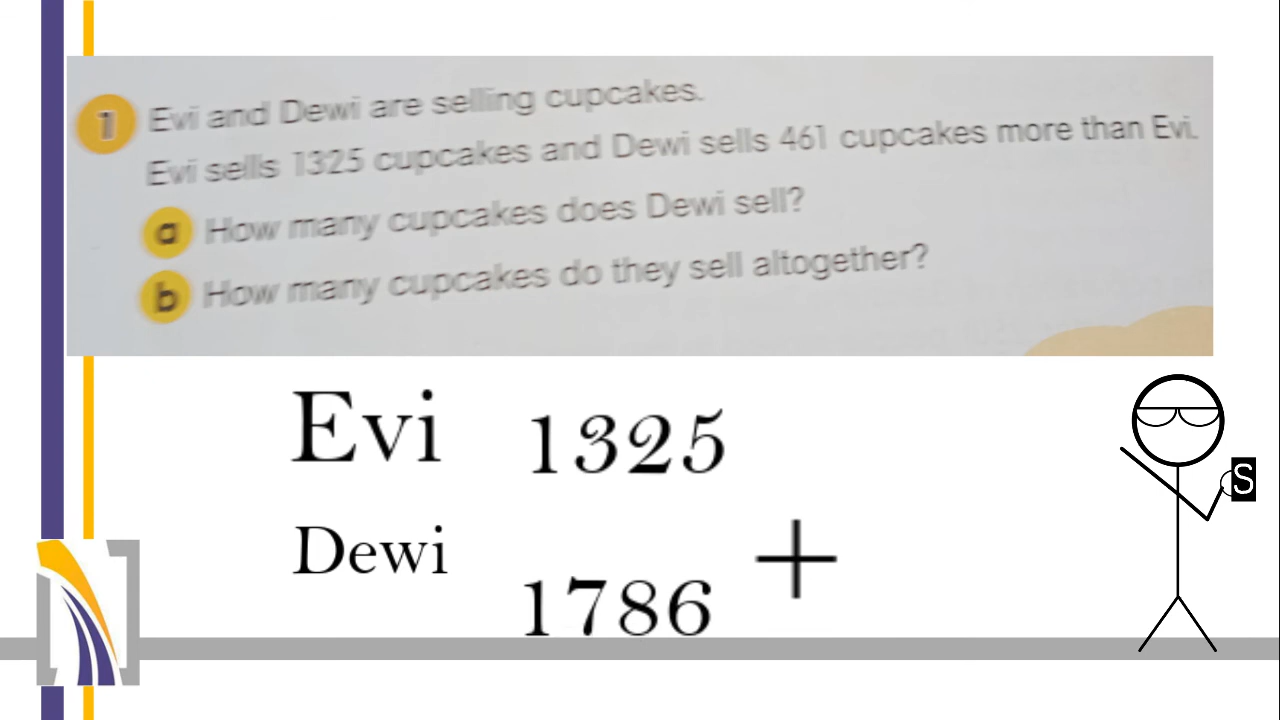 1 Evi and Dewi are selling cupcakes.
Evi sells 1325 cupcakes and Dewi sells 461 cupcakes more than Evi.
a How many cupcakes does Dewi sell?
b How many cupcakes do they sell altogether?
Evi 1325
Dewi
+
1786
S